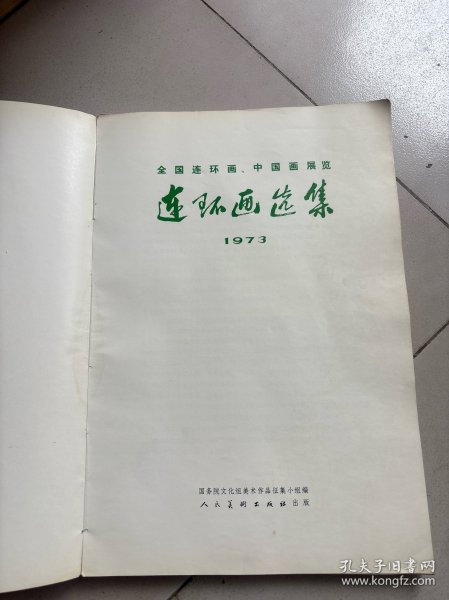 全国连环画、中国画展览
连环画选集
1973
国务院文化组美术作品征集小组编
人民美术出版社出版
孔夫子旧书网
www.kongfz.com